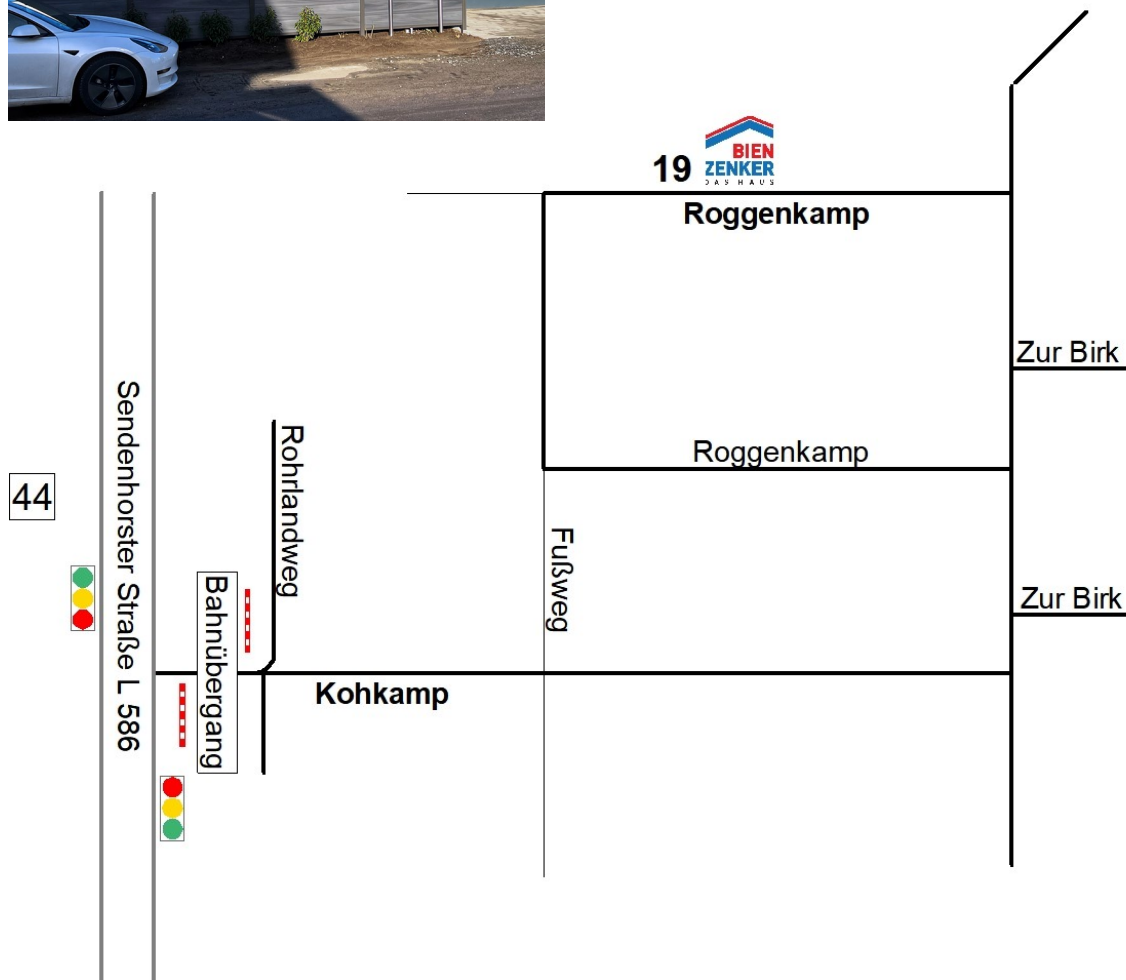 BIEN
19 ZENKER
DAS HAUS
Roggenkamp
Zur Birk
Sendenhorster Straße L 586
Rohrlandweg
Roggenkamp
44
Fußweg
Bahnübergang
Zur Birk
Kohkamp